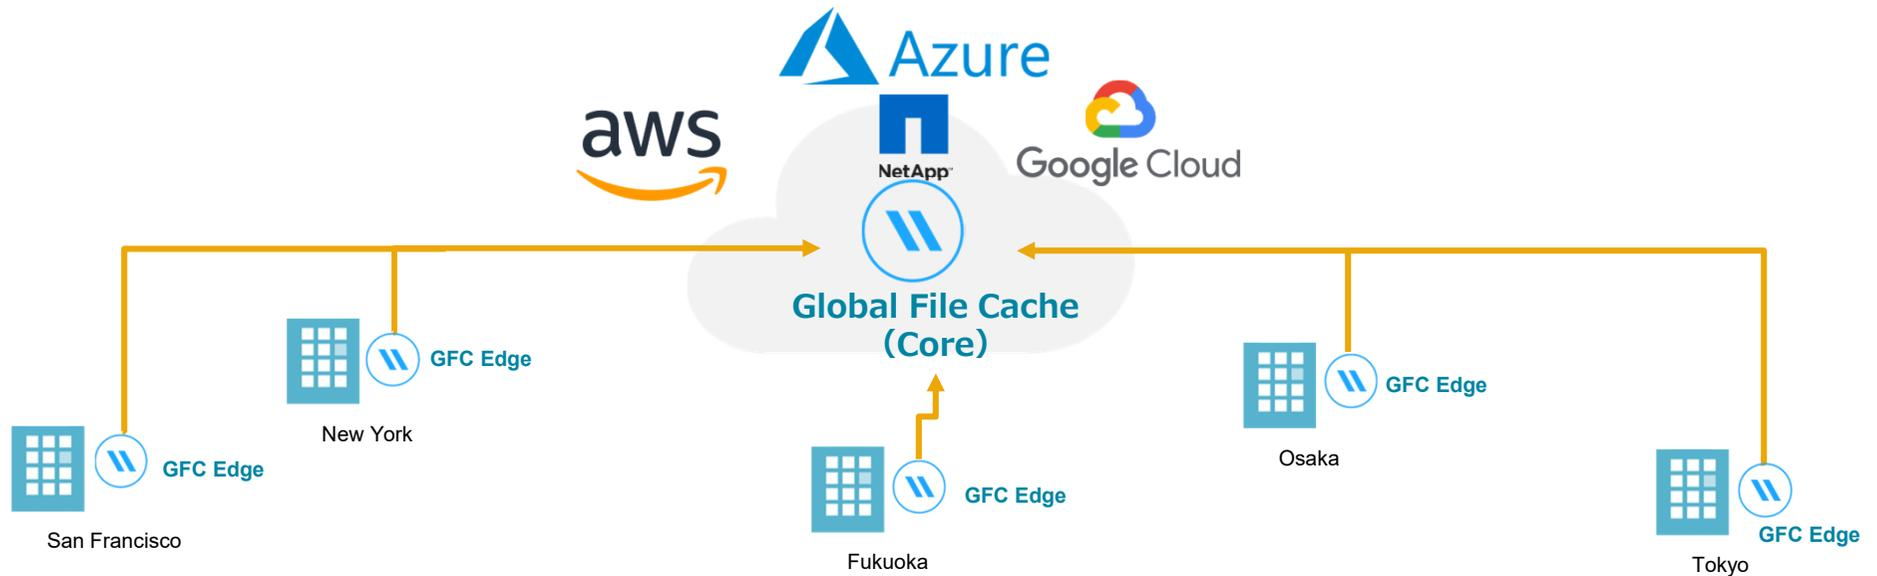 Azure
aws
NetApp™
Google Cloud
Global File Cache
（Core）
GFC Edge
New York
GFC Edge
San Francisco
GFC Edge
Fukuoka
GFC Edge
Osaka
GFC Edge
Tokyo